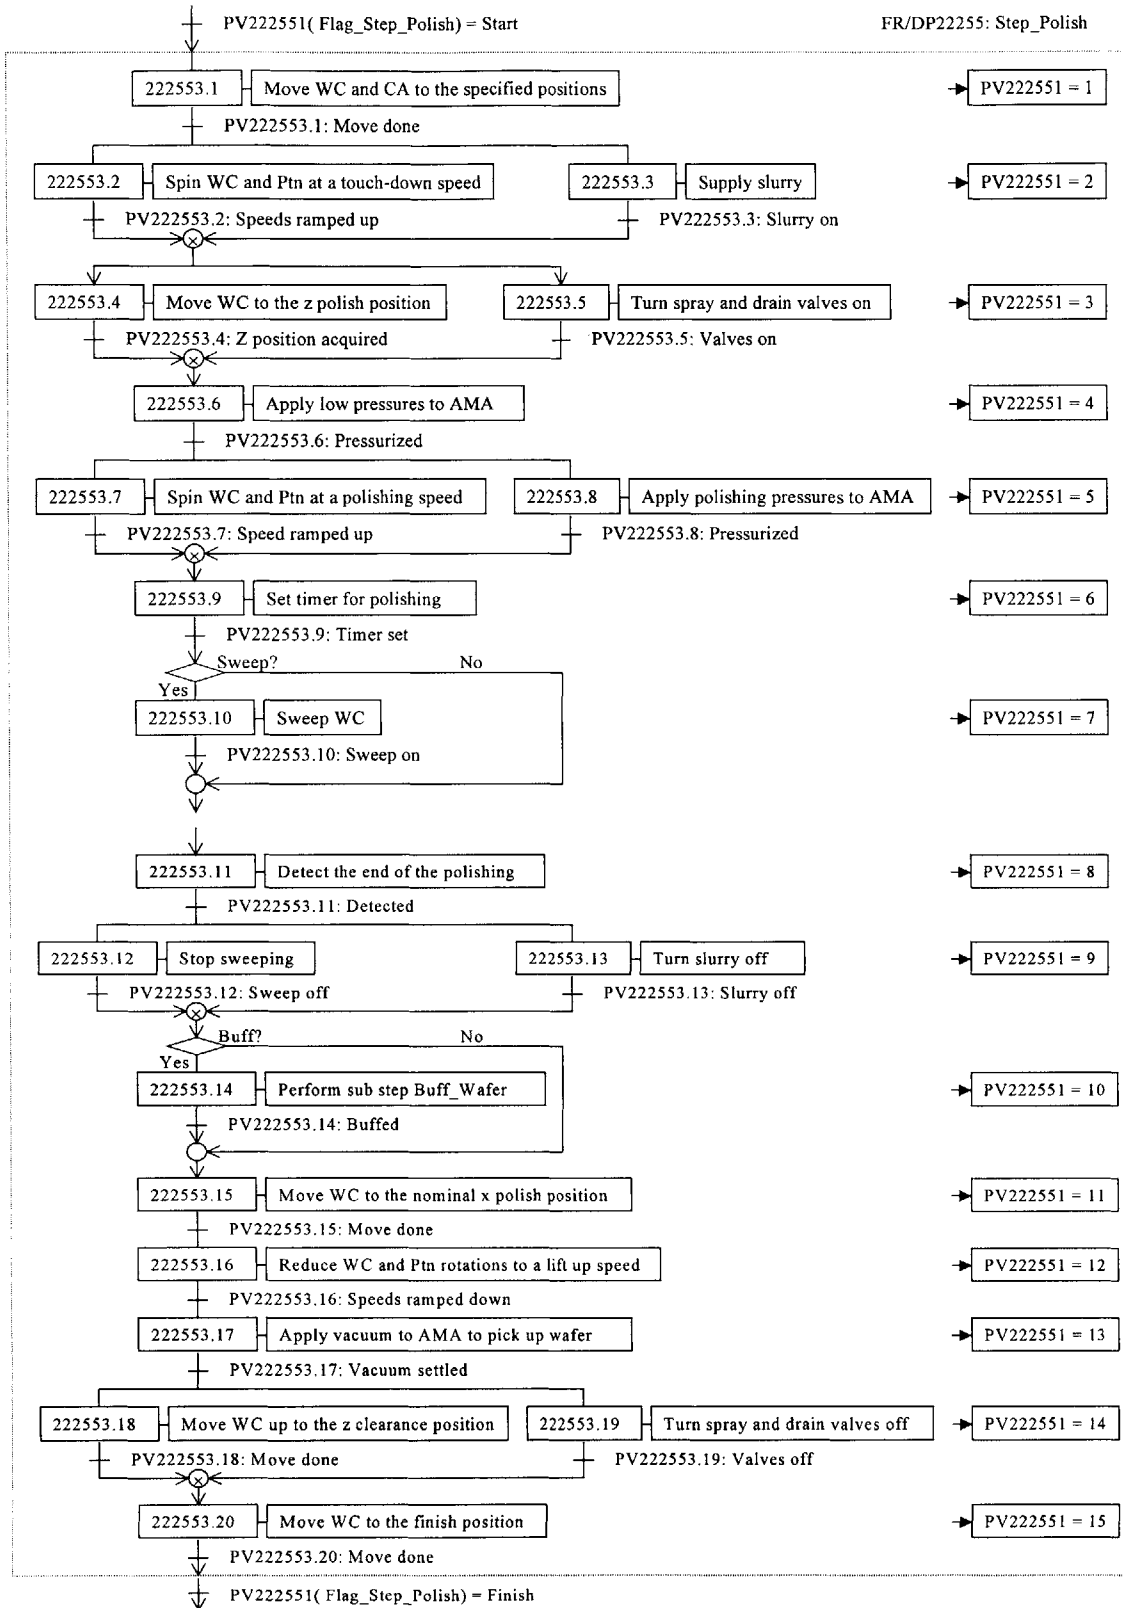 PV222551( Flag_Step_Polish) = Start
FR/DP22255: Step_Polish
222553.1 Move WC and CA to the specified positions PV222551 = 1
PV222553.1: Move done
222553.2 Spin WC and Ptn at a touch-down speed 222553.3 Supply slurry PV222551 = 2
PV222553.2: Speeds ramped up PV222553.3: Slurry on
222553.4 Move WC to the z polish position 222553.5 Turn spray and drain valves on PV222551 = 3
PV222553.4: Z position acquired PV222553.5: Valves on
222553.6 Apply low pressures to AMA PV222551 = 4
PV222553.6: Pressurized
222553.7 Spin WC and Ptn at a polishing speed 222553.8 Apply polishing pressures to AMA PV222551 = 5
PV222553.7: Speed ramped up PV222553.8: Pressurized
222553.9 Set timer for polishing PV222551 = 6
PV222553.9: Timer set
Sweep? No
Yes
222553.10 Sweep WC PV222551 = 7
PV222553.10: Sweep on
222553.11 Detect the end of the polishing PV222551 = 8
PV222553.11: Detected
222553.12 Stop sweeping 222553.13 Turn slurry off PV222551 = 9
PV222553.12: Sweep off PV222553.13: Slurry off
Buff? No
Yes
222553.14 Perform sub step Buff_Wafer PV222551 = 10
PV222553.14: Buffed
222553.15 Move WC to the nominal x polish position PV222551 = 11
PV222553.15: Move done
222553.16 Reduce WC and Ptn rotations to a lift up speed PV222551 = 12
PV222553.16: Speeds ramped down
222553.17 Apply vacuum to AMA to pick up wafer PV222551 = 13
PV222553.17: Vacuum settled
222553.18 Move WC up to the z clearance position 222553.19 Turn spray and drain valves off PV222551 = 14
PV222553.18: Move done PV222553.19: Valves off
222553.20 Move WC to the finish position PV222551 = 15
PV222553.20: Move done
PV222551( Flag_Step_Polish) = Finish